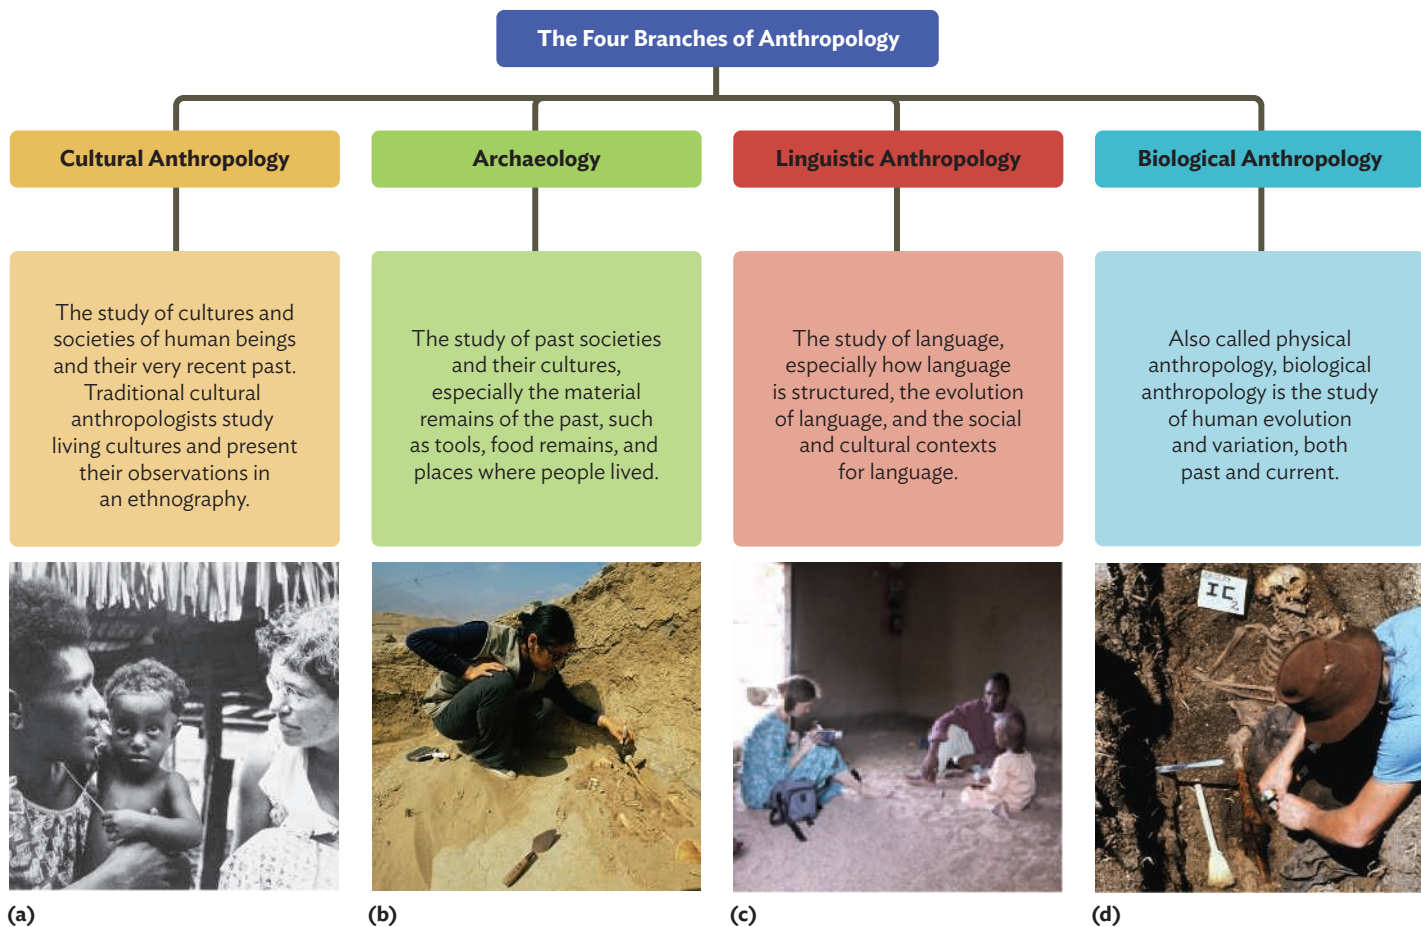 The Four Branches of Anthropology
Cultural Anthropology
Archaeology
Linguistic Anthropology
Biological Anthropology
The study of cultures and
societies of human beings
and their very recent past.
Traditional cultural
anthropologists study
living cultures and present
their observations in
an ethnography.
The study of past societies
and their cultures,
especially the material
remains of the past, such
as tools, food remains, and
places where people lived.
The study of language,
especially how language
is structured, the evolution
of language, and the social
and cultural contexts
for language.
Also called physical
anthropology, biological
anthropology is the study
of human evolution
and variation, both
past and current.
IC
2
(a)
(b)
(c)
(d)